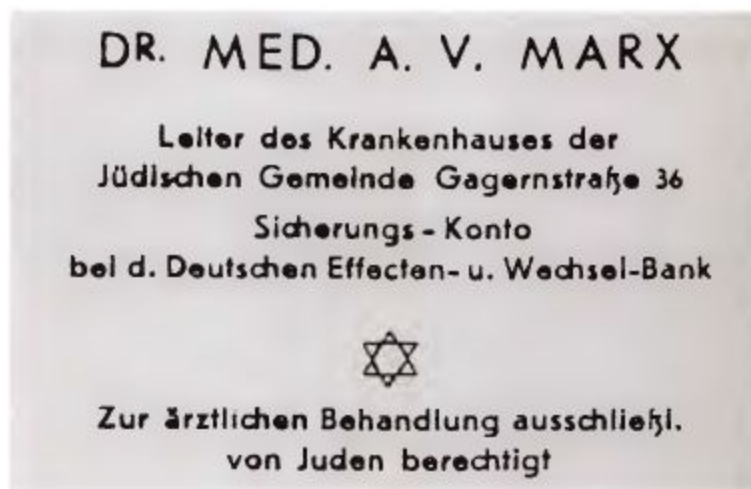 DR. MED. A. V. MARX
Leiter des Krankenhauses der
Jüdischen Gemeinde Gagernstraße 36
Sicherungs - Konto
bei d. Deutschen Effecten- u. Wechsel-Bank
Zur ärztlichen Behandlung ausschließl.
von Juden berechtigt